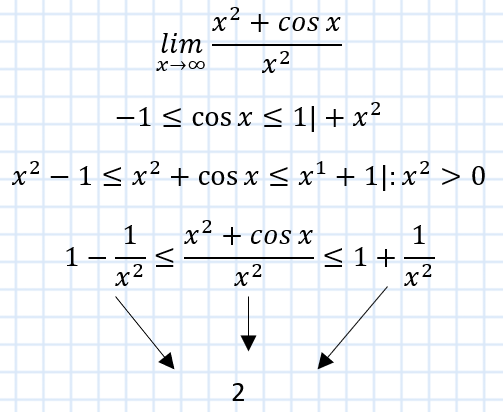 lim x→∞ (x² + cos x)/x²
−1 ≤ cos x ≤ 1| + x²
x² − 1 ≤ x² + cos x ≤ x¹ + 1|: x² > 0
1 − 1/x² ≤ (x² + cos x)/x² ≤ 1 + 1/x²
2